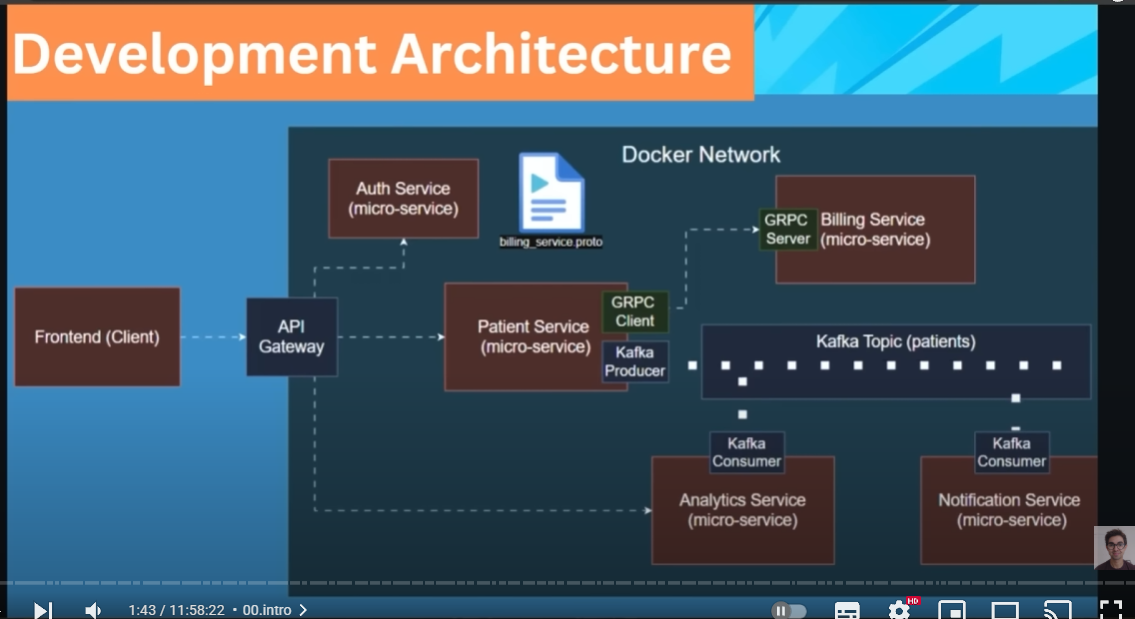 Development Architecture
Docker Network
Auth Service
(micro-service)
billing_service.proto
GRPC
Server
Billing Service
(micro-service)
Frontend (Client)
API
Gateway
Patient Service
(micro-service)
GRPC
Client
Kafka
Producer
Kafka Topic (patients)
Kafka
Consumer
Analytics Service
(micro-service)
Kafka
Consumer
Notification Service
(micro-service)
1:43 / 11:58:22 • 00.intro
HD